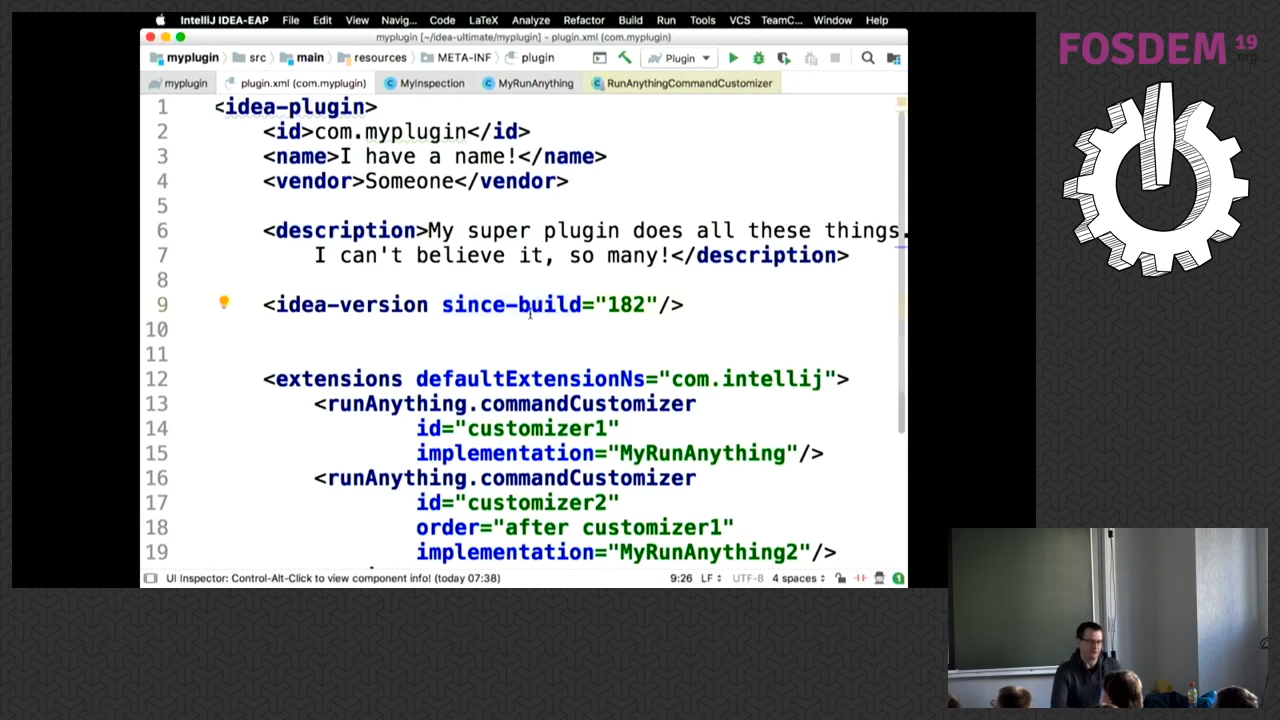 IntelliJ IDEA-EAP File Edit View Navig... Code LaTeX Analyze Refactor Build Run Tools VCS TeamC... Window Help
myplugin [~/idea-ultimate/myplugin] - plugin.xml (com.myplugin)
myplugin src main resources META-INF plugin Plugin
myplugin plugin.xml (com.myplugin) MyInspection MyRunAnything RunAnythingCommandCustomizer
1 <idea-plugin>
2 <id>com.myplugin</id>
3 <name>I have a name!</name>
4 <vendor>Someone</vendor>
5
6 <description>My super plugin does all these things.
7 I can't believe it, so many!</description>
8
9 <idea-version since-build="182"/>
10
11
12 <extensions defaultExtensionNs="com.intellij">
13 <runAnything.commandCustomizer
14 id="customizer1"
15 implementation="MyRunAnything"/>
16 <runAnything.commandCustomizer
17 id="customizer2"
18 order="after customizer1"
19 implementation="MyRunAnything2"/>
UI Inspector: Control-Alt-Click to view component info! (today 07:38) 9:26 LF UTF-8 4 spaces 1
FOSDEM 19
.org